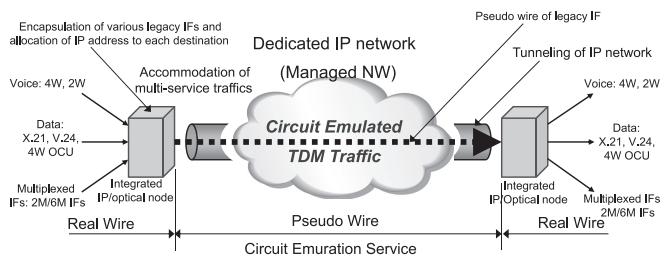 Encapsulation of various legacy IFs and
allocation of IP address to each destination
Pseudo wire of legacy IF
Dedicated IP network
(Managed NW)
Tunneling of IP network
Accommodation of
multi-service traffics
Voice: 4W, 2W
Data:
X.21, V.24,
4W OCU
Multiplexed
IFs: 2M/6M IFs
Integrated
IP/optical node
Circuit Emulated
TDM Traffic
Integrated
IP/Optical node
Voice: 4W, 2W
Data:
X.21, V.24,
4W OCU
Multiplexed IFs
2M/6M IFs
Real Wire
Pseudo Wire
Real Wire
Circuit Emuration Service